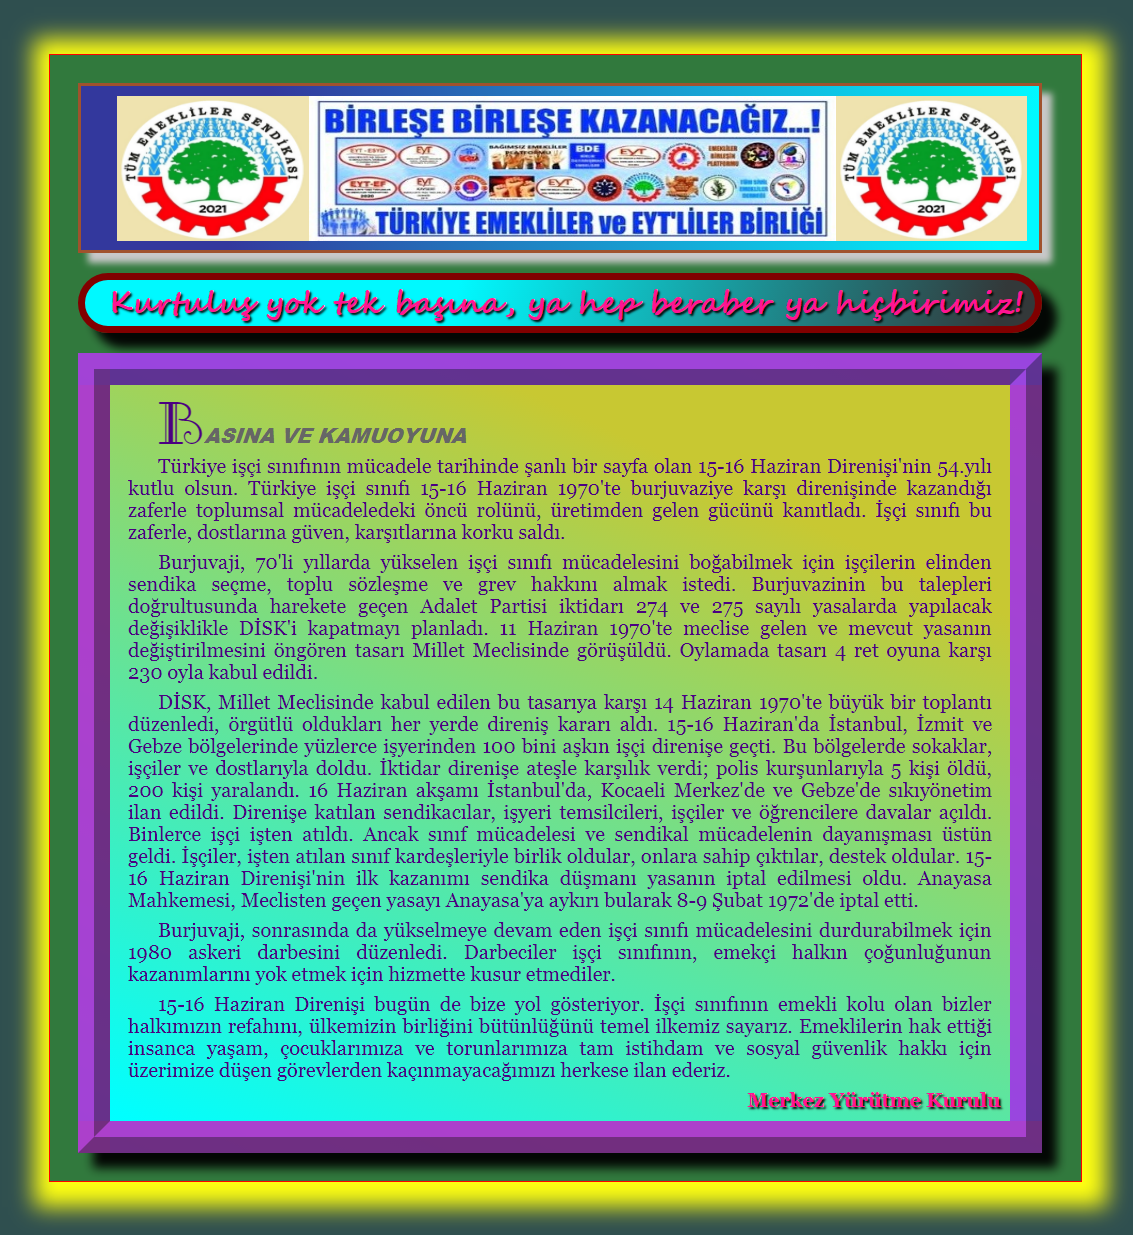 TÜM EMEKLİLER SENDİKASI
2021
BİRLEŞE BİRLEŞE KAZANACAĞIZ...!
EYT - ESYD
EYT
BAĞIMSIZ EMEKLİLER
PLATFORMU
BDE
EYT
EMEKLİLER
BİRLEŞİN
PLATFORMU
EYT-EF
EYT
EYT
TÜRKİYE EMEKLİLER ve EYT'LİLER BİRLİĞİ
TÜM EMEKLİLER SENDİKASI
2021
Kurtuluş yok tek başına, ya hep beraber ya hiçbirimiz!
BASINA VE KAMUOYUNA
Türkiye işçi sınıfının mücadele tarihinde şanlı bir sayfa olan 15-16 Haziran Direnişi'nin 54.yılı
kutlu olsun. Türkiye işçi sınıfı 15-16 Haziran 1970'te burjuvaziye karşı direnişinde kazandığı
zaferle toplumsal mücadeledeki öncü rolünü, üretimden gelen gücünü kanıtladı. İşçi sınıfı bu
zaferle, dostlarına güven, karşıtlarına korku saldı.
Burjuvaji, 70'li yıllarda yükselen işçi sınıfı mücadelesini boğabilmek için işçilerin elinden
sendika seçme, toplu sözleşme ve grev hakkını almak istedi. Burjuvazinin bu talepleri
doğrultusunda harekete geçen Adalet Partisi iktidarı 274 ve 275 sayılı yasalarda yapılacak
değişiklikle DİSK'i kapatmayı planladı. 11 Haziran 1970'te meclise gelen ve mevcut yasanın
değiştirilmesini öngören tasarı Millet Meclisinde görüşüldü. Oylamada tasarı 4 ret oyuna karşı
230 oyla kabul edildi.
DİSK, Millet Meclisinde kabul edilen bu tasarıya karşı 14 Haziran 1970'te büyük bir toplantı
düzenledi, örgütlü oldukları her yerde direniş kararı aldı. 15-16 Haziran'da İstanbul, İzmit ve
Gebze bölgelerinde yüzlerce işyerinden 100 bini aşkın işçi direnişe geçti. Bu bölgelerde sokaklar,
işçiler ve dostlarıyla doldu. İktidar direnişe ateşle karşılık verdi; polis kurşunlarıyla 5 kişi öldü,
200 kişi yaralandı. 16 Haziran akşamı İstanbul'da, Kocaeli Merkez'de ve Gebze'de sıkıyönetim
ilan edildi. Direnişe katılan sendikacılar, işyeri temsilcileri, işçiler ve öğrencilere davalar açıldı.
Binlerce işçi işten atıldı. Ancak sınıf mücadelesi ve sendikal mücadelenin dayanışması üstün
geldi. İşçiler, işten atılan sınıf kardeşleriyle birlik oldular, onlara sahip çıktılar, destek oldular. 15-
16 Haziran Direnişi'nin ilk kazanımı sendika düşmanı yasanın iptal edilmesi oldu. Anayasa
Mahkemesi, Meclisten geçen yasayı Anayasa'ya aykırı bularak 8-9 Şubat 1972'de iptal etti.
Burjuvaji, sonrasında da yükselmeye devam eden işçi sınıfı mücadelesini durdurabilmek için
1980 askeri darbesini düzenledi. Darbeciler işçi sınıfının, emekçi halkın çoğunluğunun
kazanımlarını yok etmek için hizmette kusur etmediler.
15-16 Haziran Direnişi bugün de bize yol gösteriyor. İşçi sınıfının emekli kolu olan bizler
halkımızın refahını, ülkemizin birliğini bütünlüğünü temel ilkemiz sayarız. Emeklilerin hak ettiği
insanca yaşam, çocuklarımıza ve torunlarımıza tam istihdam ve sosyal güvenlik hakkı için
üzerimize düşen görevlerden kaçınmayacağımızı herkese ilan ederiz.
Merkez Yürütme Kurulu